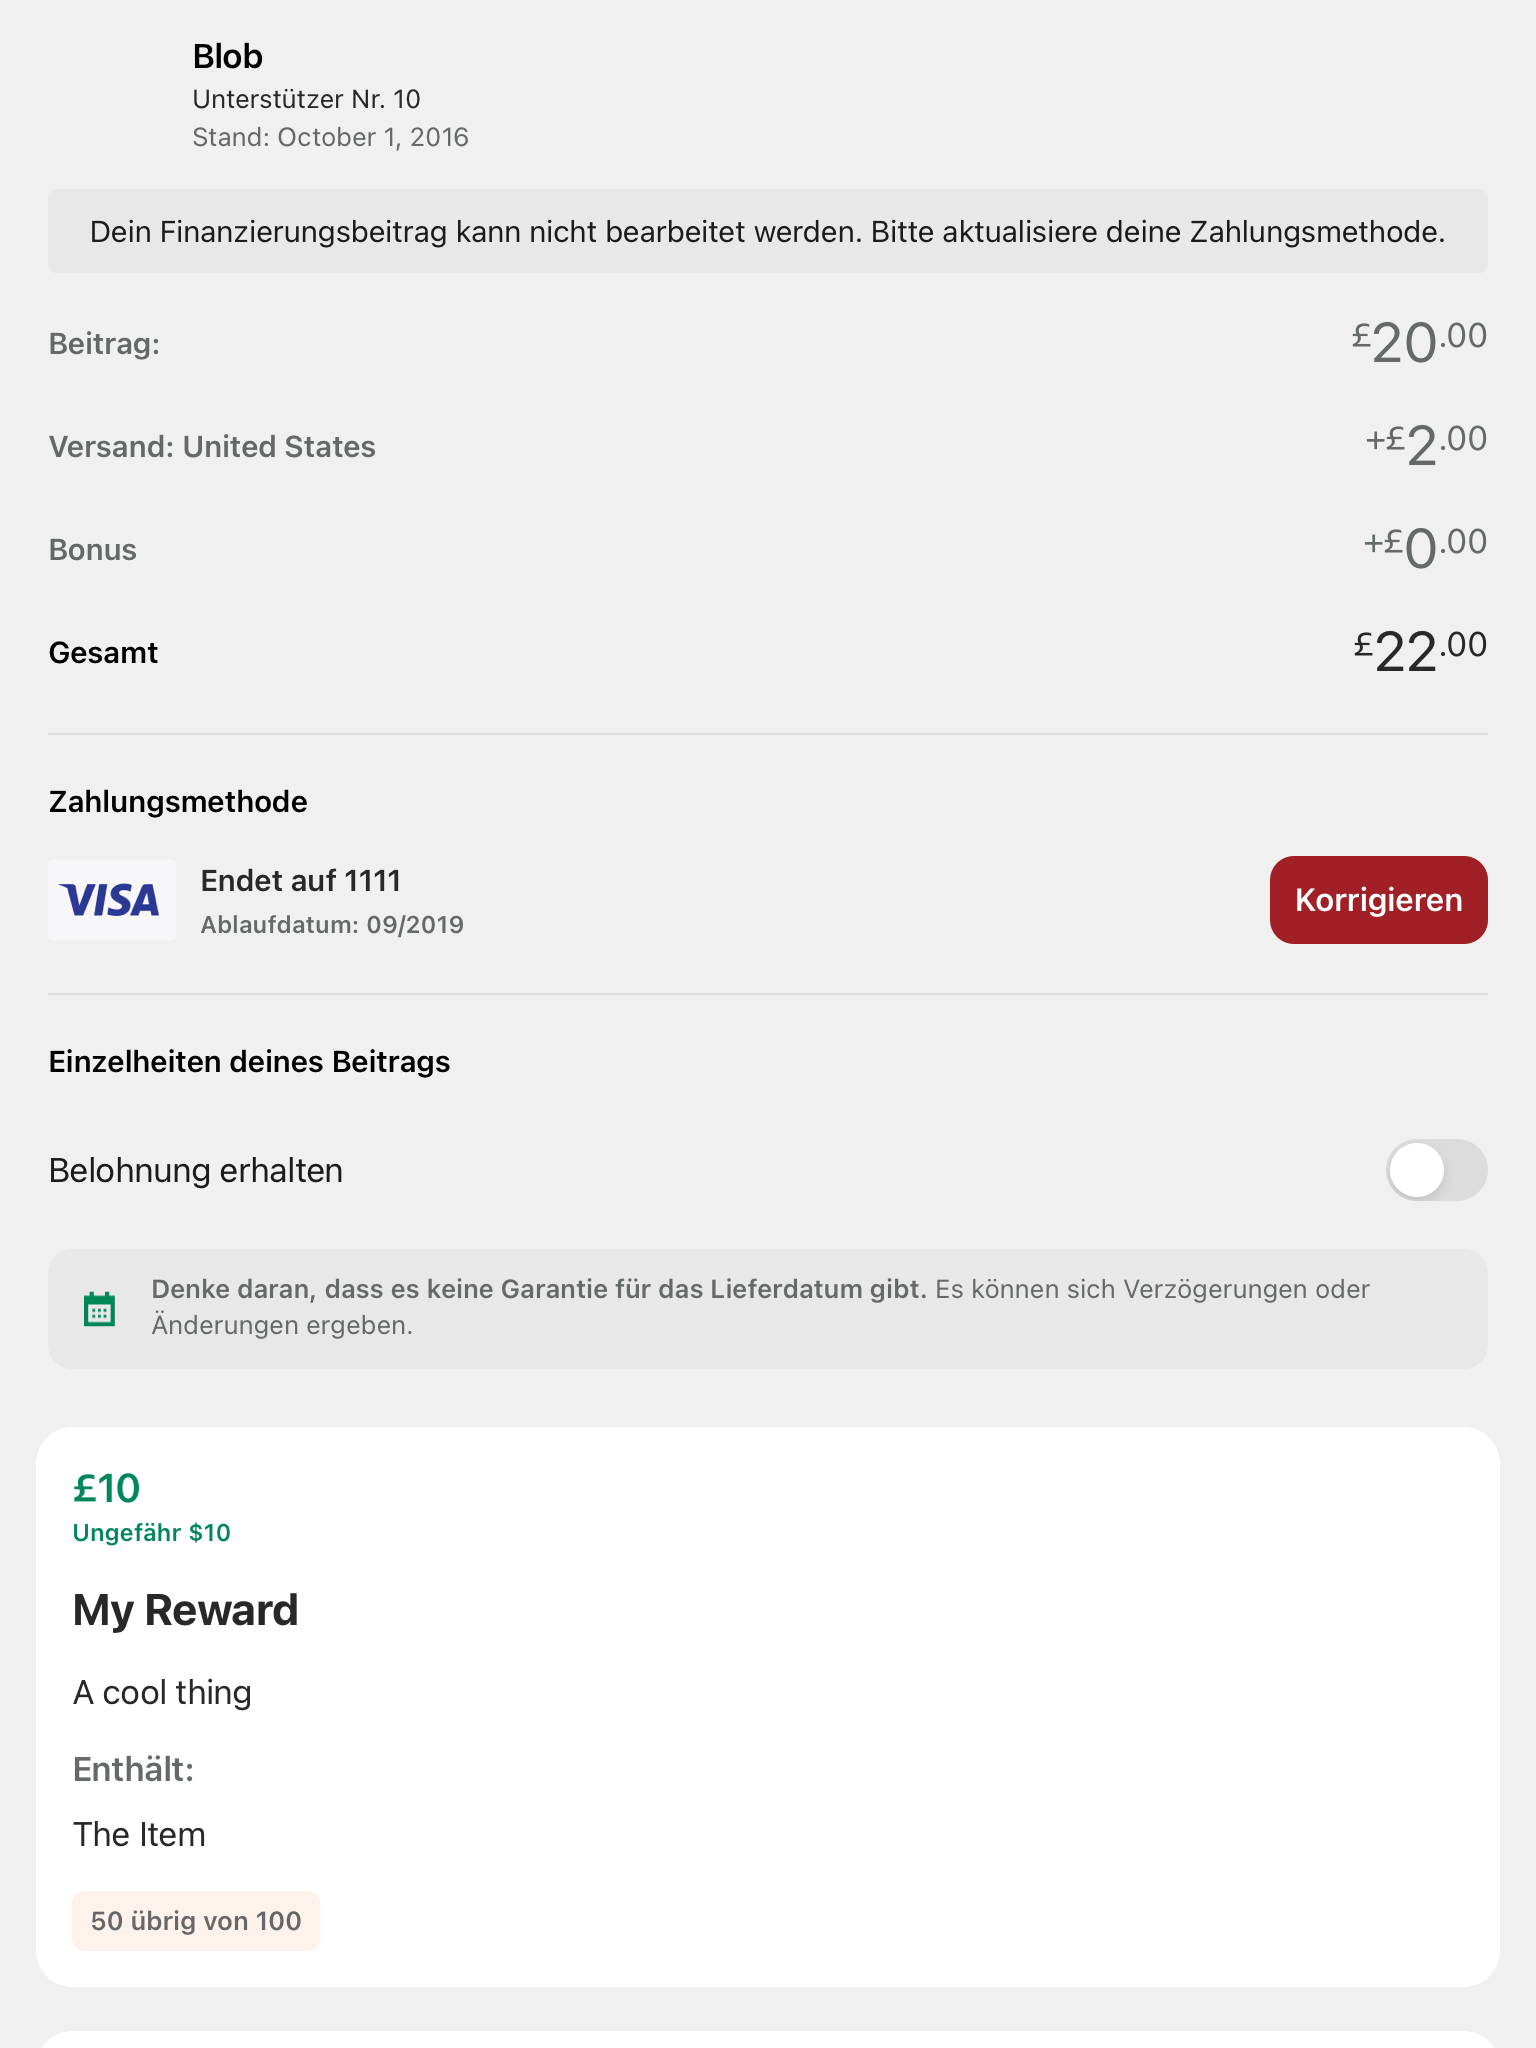 Blob
Unterstützer Nr. 10
Stand: October 1, 2016
Dein Finanzierungsbeitrag kann nicht bearbeitet werden. Bitte aktualisiere deine Zahlungsmethode.
Beitrag: £20.00
Versand: United States +£2.00
Bonus +£0.00
Gesamt £22.00
Zahlungsmethode
VISA
Endet auf 1111
Ablaufdatum: 09/2019
Korrigieren
Einzelheiten deines Beitrags
Belohnung erhalten
Denke daran, dass es keine Garantie für das Lieferdatum gibt. Es können sich Verzögerungen oder
Änderungen ergeben.
£10
Ungefähr $10
My Reward
A cool thing
Enthält:
The Item
50 übrig von 100